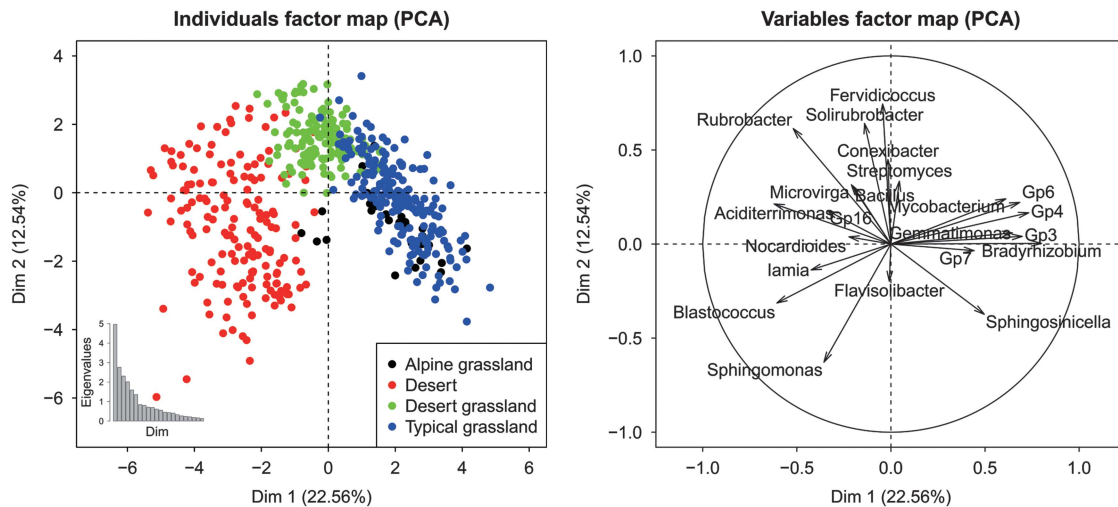 Individuals factor map (PCA)
4
2
0
−2
−4
−6
Dim 2 (12.54%)
−6
−4
−2
0
2
4
6
Dim 1 (22.56%)
Eigenvalues
5
4
3
2
1
0
Dim
Alpine grassland
Desert
Desert grassland
Typical grassland
Variables factor map (PCA)
1.0
0.5
0.0
−0.5
−1.0
Dim 2 (12.54%)
−1.0
−0.5
0.0
0.5
1.0
Dim 1 (22.56%)
Fervidicoccus
Solirubrobacter
Rubrobacter
Conexibacter
Streptomyces
Microvirga
Bacillus
Mycobacterium
Gp6
Aciditerrimonas
Gp16
Gp4
Gemmatimonas
Gp3
Nocardioides
Bradyrhizobium
Gp7
Iamia
Flavisolibacter
Blastococcus
Sphingosinicella
Sphingomonas